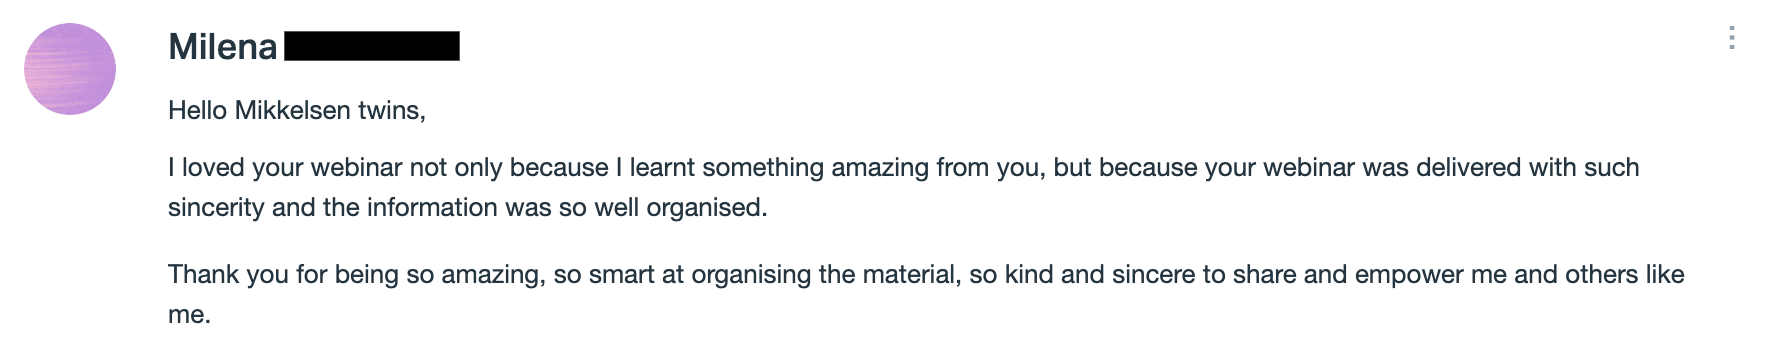 Milena
Hello Mikkelsen twins,
I loved your webinar not only because I learnt something amazing from you, but because your webinar was delivered with such
sincerity and the information was so well organised.
Thank you for being so amazing, so smart at organising the material, so kind and sincere to share and empower me and others like
me.